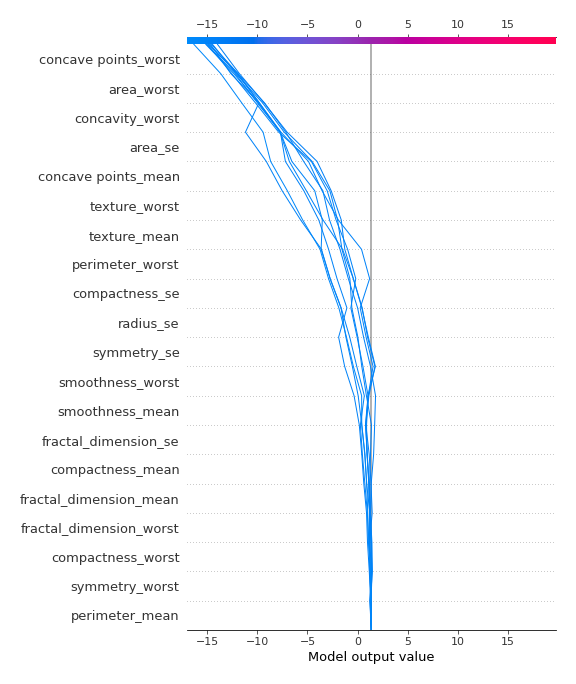 −15 −10 −5 0 5 10 15
concave points_worst
area_worst
concavity_worst
area_se
concave points_mean
texture_worst
texture_mean
perimeter_worst
compactness_se
radius_se
symmetry_se
smoothness_worst
smoothness_mean
fractal_dimension_se
compactness_mean
fractal_dimension_mean
fractal_dimension_worst
compactness_worst
symmetry_worst
perimeter_mean
−15 −10 −5 0 5 10 15
Model output value